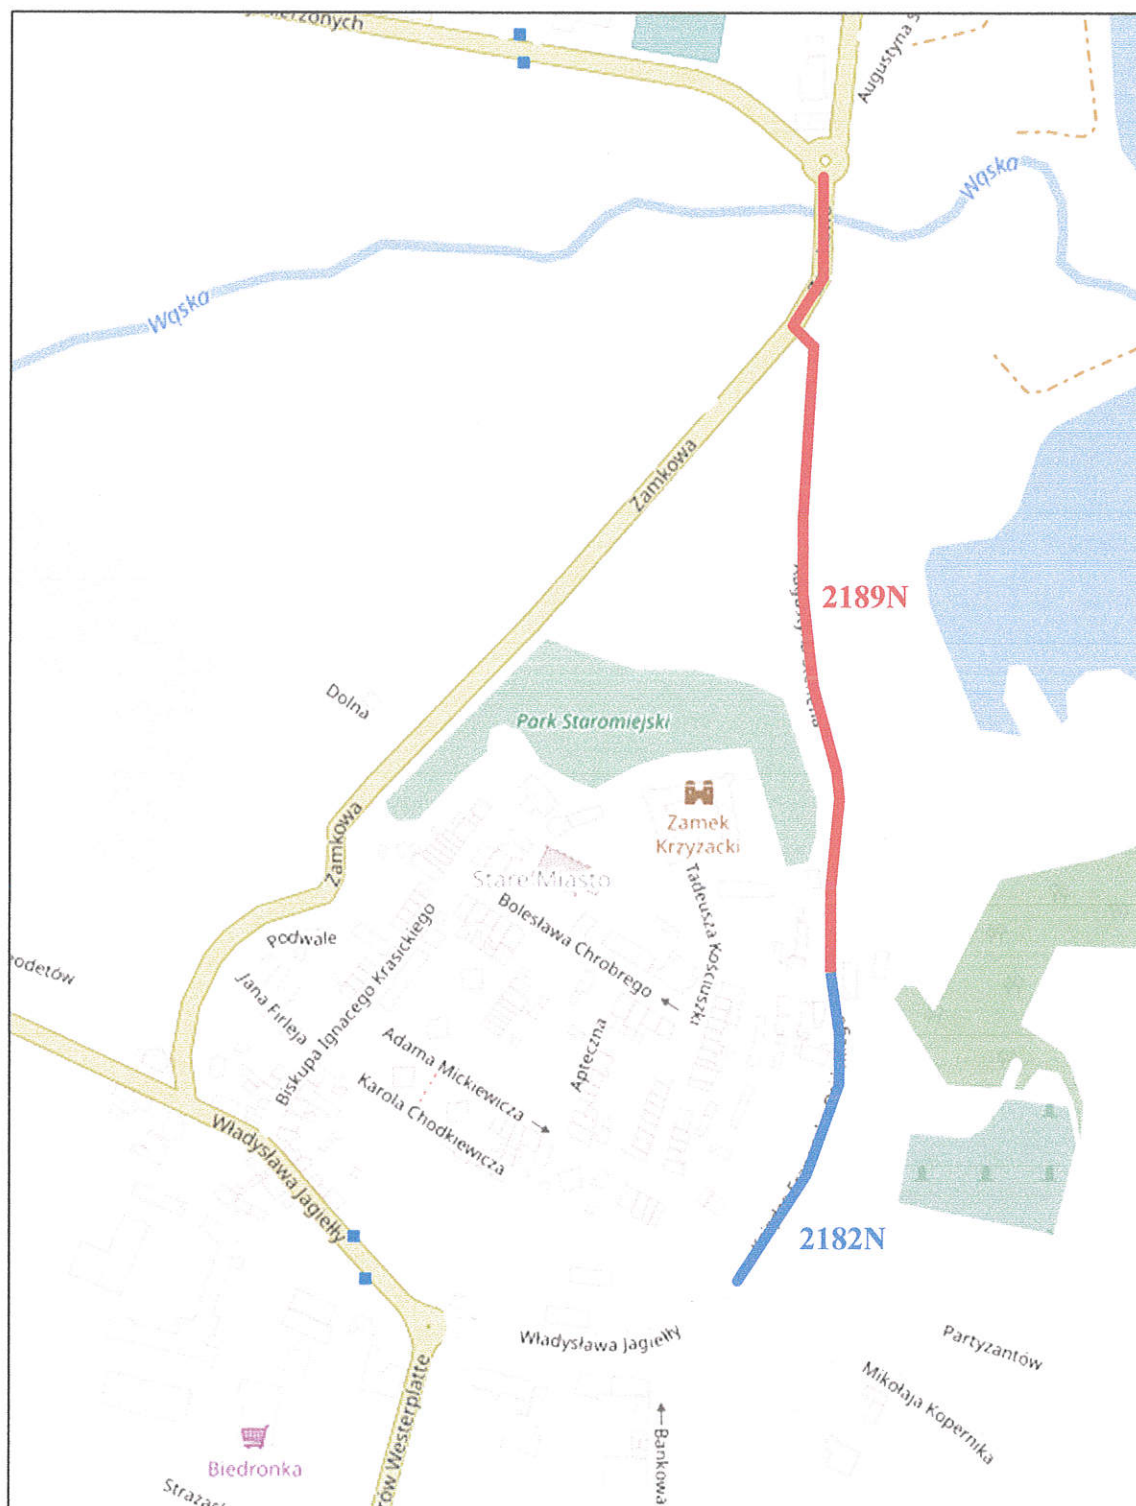 Augustyna
Wąska
Wąska
Zamkowa
2189N
Dolna
Park Staromiejski
Zamek
Krzyżacki
Zamkowa
Stare Miasto
Tadeusza Kościuszki
Bolesława Chrobrego
Biskupa Ignacego Krasickiego
Podwale
Jana Firleja
Adama Mickiewicza
Apteczna
Karola Chodkiewicza
Władysława Jagiełły
2182N
Władysława Jagiełły
Partyzantów
Mikołaja Kopernika
Bankowa
Westerplatte
Biedronka